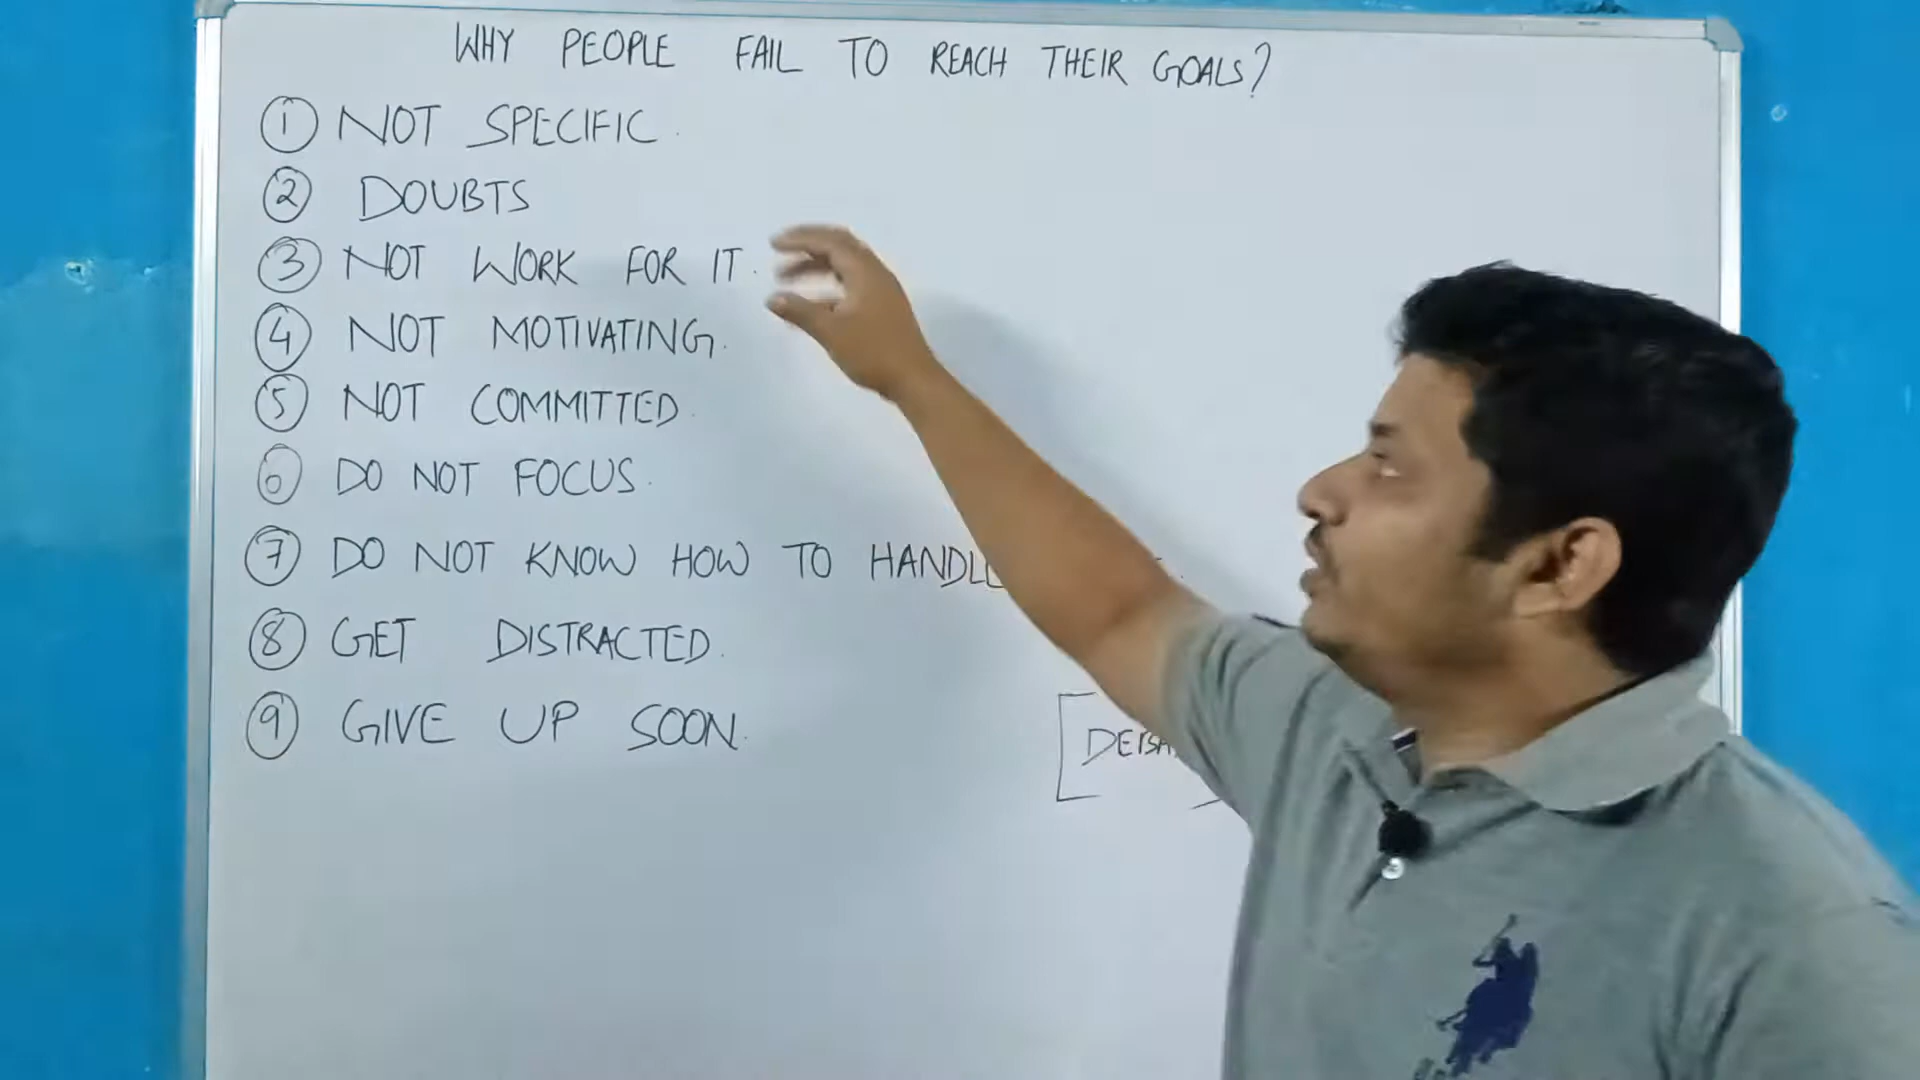 WHY PEOPLE FAIL TO REACH THEIR GOALS?
① NOT SPECIFIC.
② DOUBTS
③ NOT WORK FOR IT.
④ NOT MOTIVATING.
⑤ NOT COMMITTED.
⑥ DO NOT FOCUS.
⑦ DO NOT KNOW HOW TO HANDLE
⑧ GET DISTRACTED.
⑨ GIVE UP SOON.